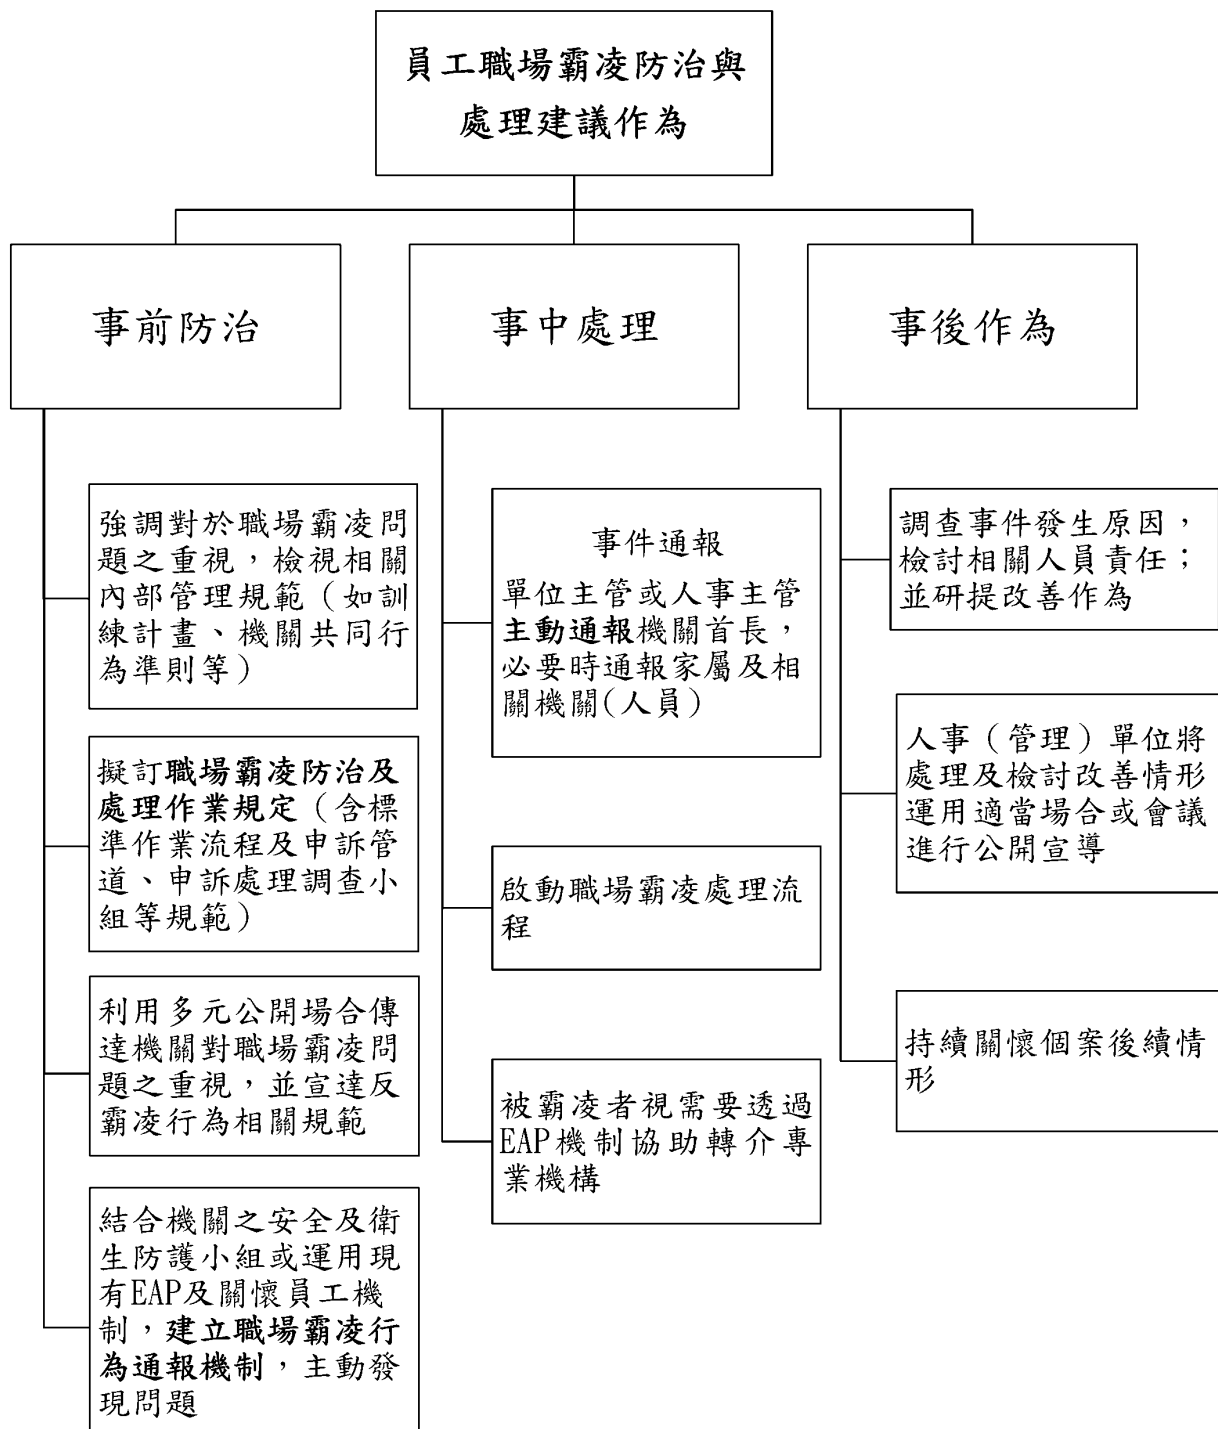 員工職場霸凌防治與
處理建議作為
事前防治
強調對於職場霸凌問
題之重視，檢視相關
內部管理規範（如訓
練計畫、機關共同行
為準則等）
擬訂職場霸凌防治及
處理作業規定（含標
準作業流程及申訴管
道、申訴處理調查小
組等規範）
利用多元公開場合傳
達機關對職場霸凌問
題之重視，並宣達反
霸凌行為相關規範
結合機關之安全及衛
生防護小組或運用現
有EAP及關懷員工機
制，建立職場霸凌行
為通報機制，主動發
現問題
事中處理
事件通報
單位主管或人事主管
主動通報機關首長，
必要時通報家屬及相
關機關(人員)
啟動職場霸凌處理流
程
被霸凌者視需要透過
EAP機制協助轉介專
業機構
事後作為
調查事件發生原因，
檢討相關人員責任；
並研提改善作為
人事（管理）單位將
處理及檢討改善情形
運用適當場合或會議
進行公開宣導
持續關懷個案後續情
形